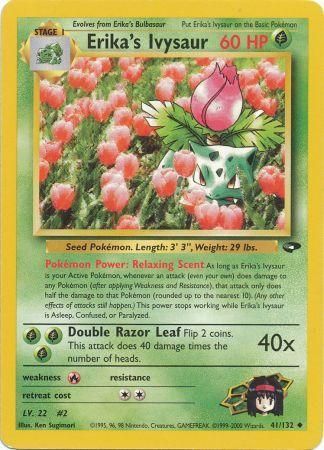 STAGE 1
Evolves from Erika's Bulbasaur
Put Erika's Ivysaur on the Basic Pokémon
Erika's Ivysaur 60 HP
Seed Pokémon. Length: 3' 3", Weight: 29 lbs.
Pokémon Power: Relaxing Scent As long as Erika's Ivysaur
is your Active Pokémon, whenever an attack (even your own) does damage to
any Pokémon (after applying Weakness and Resistance), that attack only does
half the damage to that Pokémon (rounded up to the nearest 10). (Any other
effects of attacks still happen.) This power stops working while Erika's Ivysaur
is Asleep, Confused, or Paralyzed.
Double Razor Leaf Flip 2 coins.
This attack does 40 damage times the
number of heads.
40x
weakness
resistance
retreat cost
LV. 22 #2
41/132
Illus. Ken Sugimori
©1995, 96, 98 Nintendo, Creatures, GAMEFREAK. ©1999-2000 Wizards.